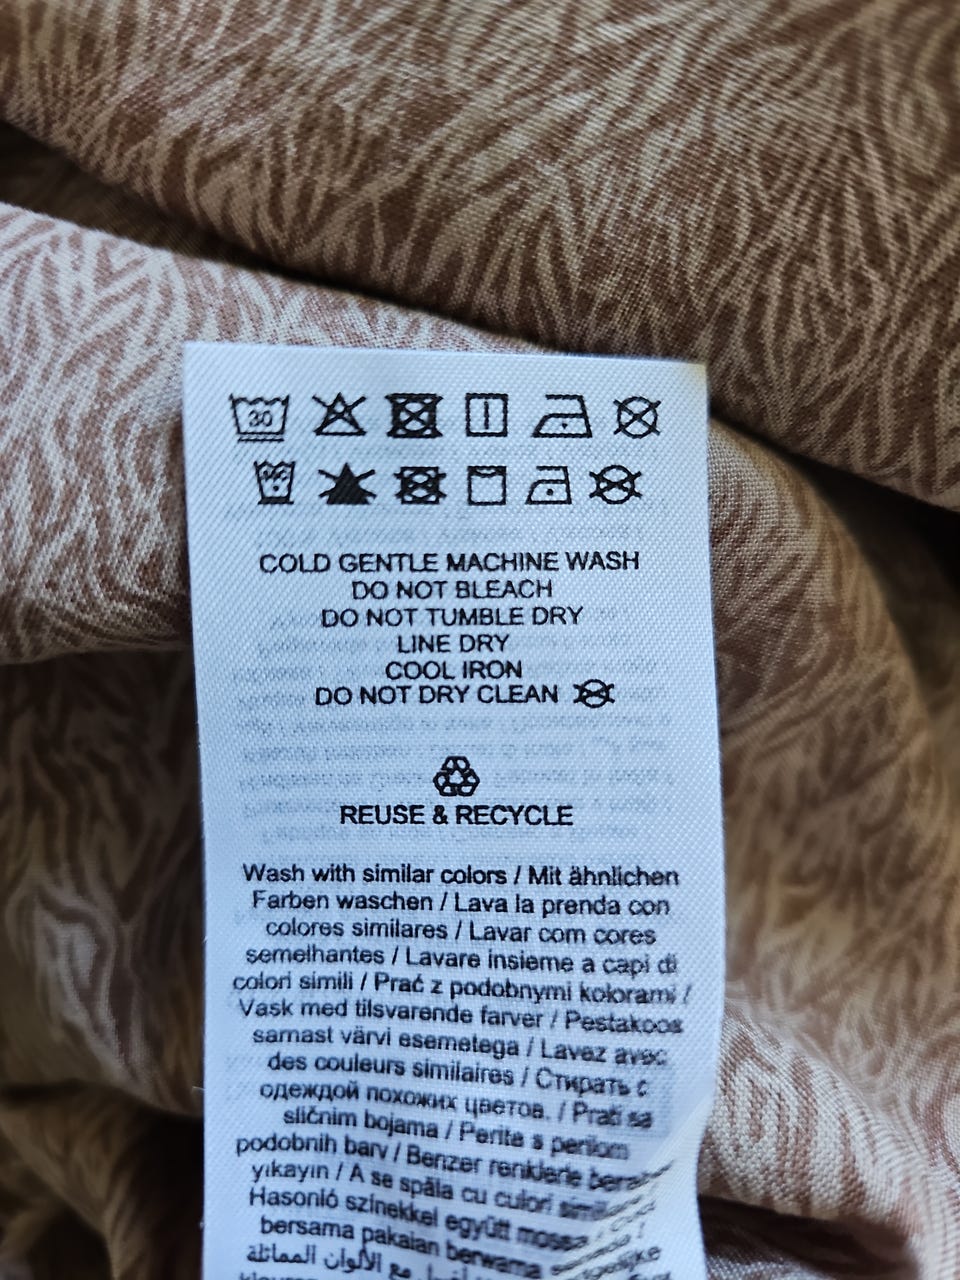 30
COLD GENTLE MACHINE WASH
DO NOT BLEACH
DO NOT TUMBLE DRY
LINE DRY
COOL IRON
DO NOT DRY CLEAN
REUSE & RECYCLE
Wash with similar colors / Mit ähnlichen
Farben waschen / Lava la prenda con
colores similares / Lavar com cores
semelhantes / Lavare insieme a capi di
colori simili / Prać z podobnymi kolorami /
Vask med tilsvarende farver / Pestakoos
sarnast värvi esemetega / Lavez avec
des couleurs similaires / Стирать с
одеждой похожих цветов. / Prati sa
sličnim bojama / Perite s perilom
podobnih barv / Benzer renklerle
yıkayın / A se spăla cu culori
Hasonló színekkel együtt
bersama pakaian berwarna
مع الألوان المماثلة